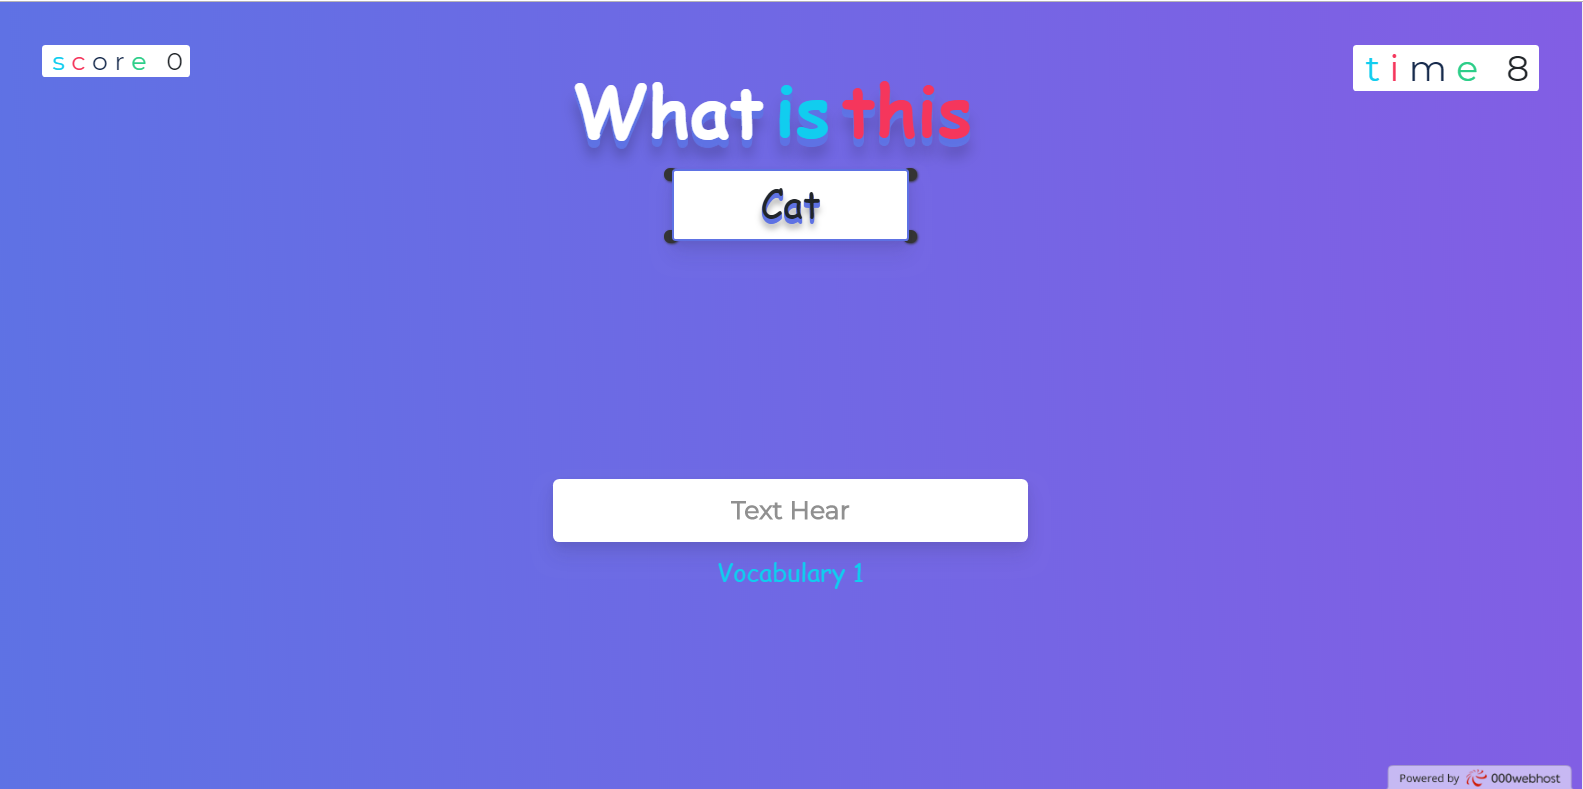 score 0
time 8
What is this
Cat
Text Hear
Vocabulary 1
Powered by 000webhost